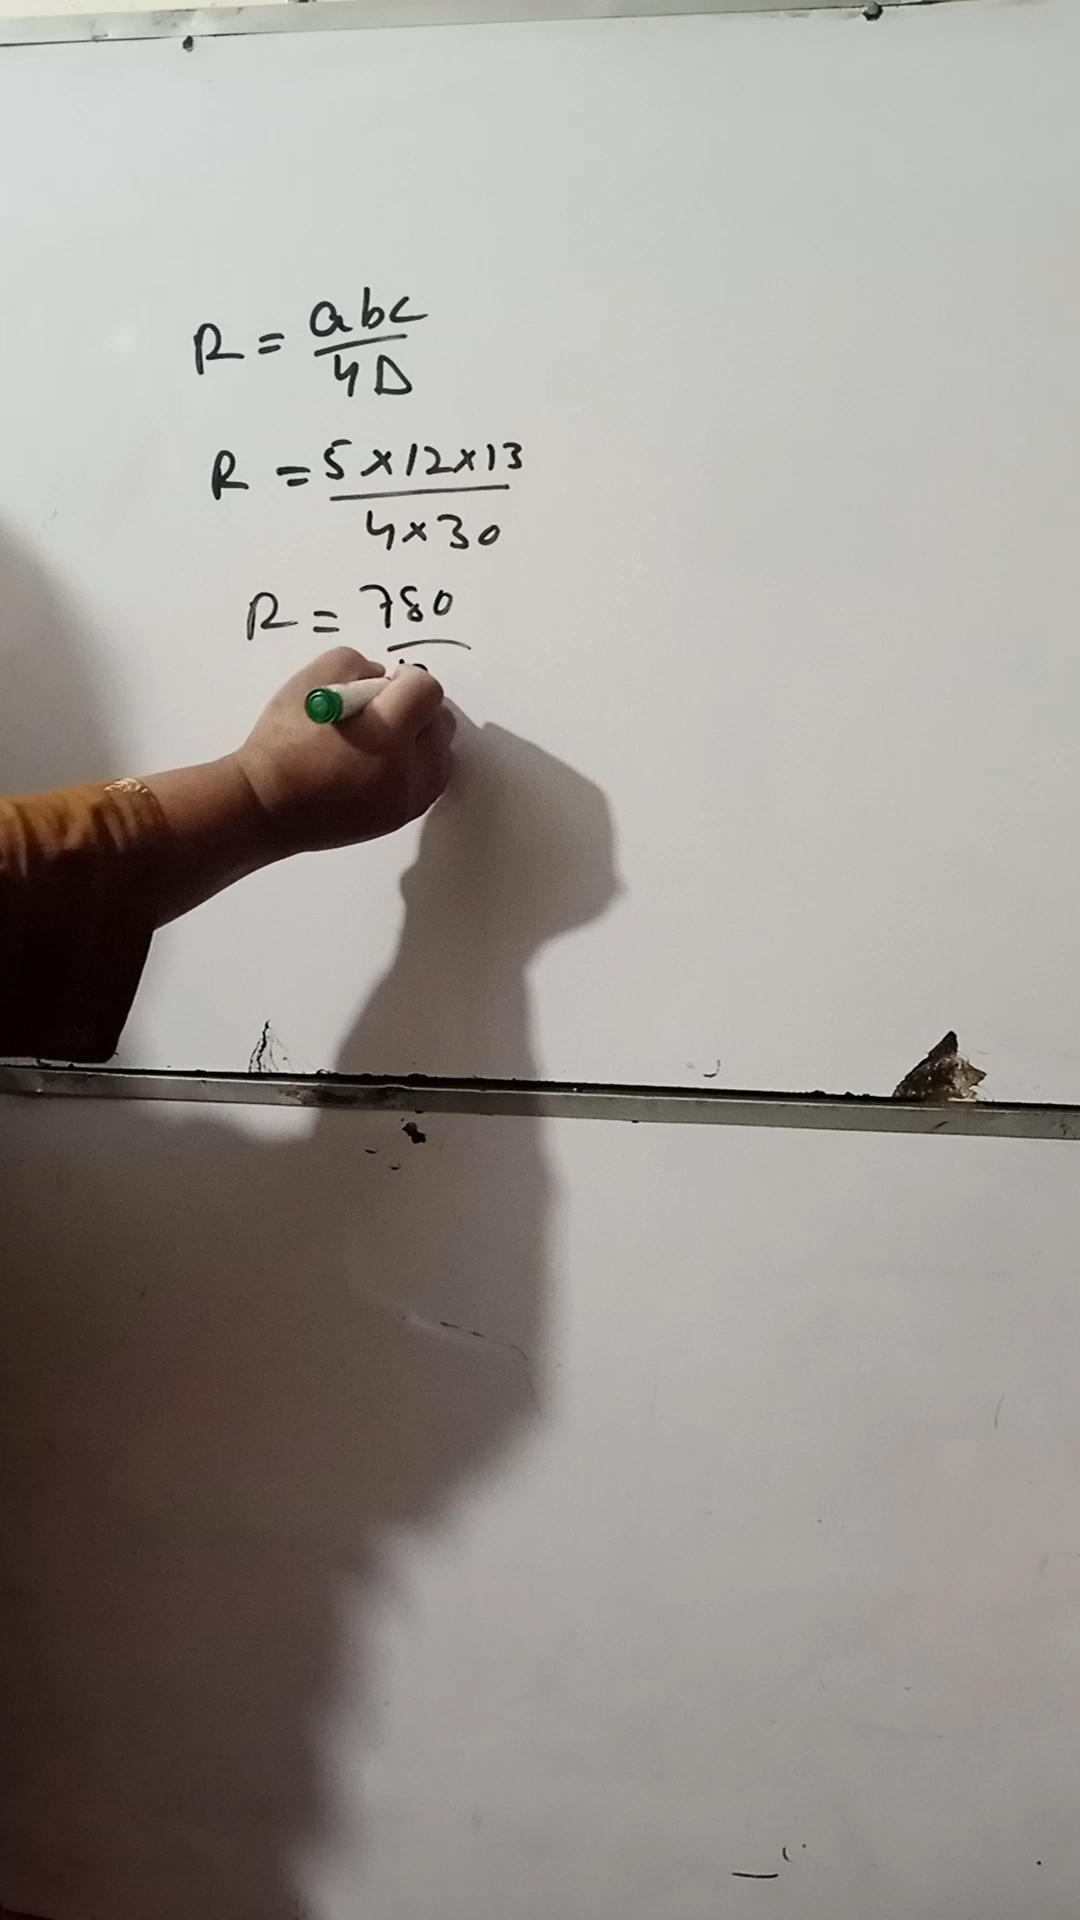 R = abc / 4Δ
R = 5 × 12 × 13 / 4 × 30
R = 780 /